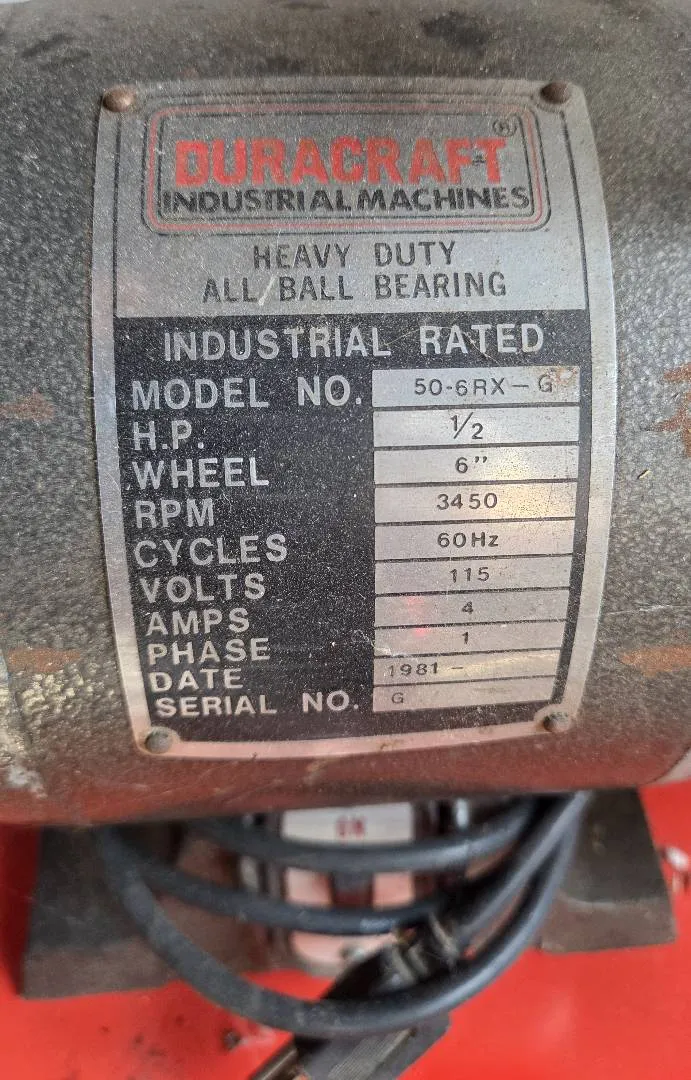 DURACRAFT ®
INDUSTRIAL MACHINES
HEAVY DUTY
ALL BALL BEARING
INDUSTRIAL RATED
MODEL NO. 50-6RX-G
H.P. 1/2
WHEEL 6"
RPM 3450
CYCLES 60Hz
VOLTS 115
AMPS 4
PHASE 1
DATE 1981 -
SERIAL NO. G